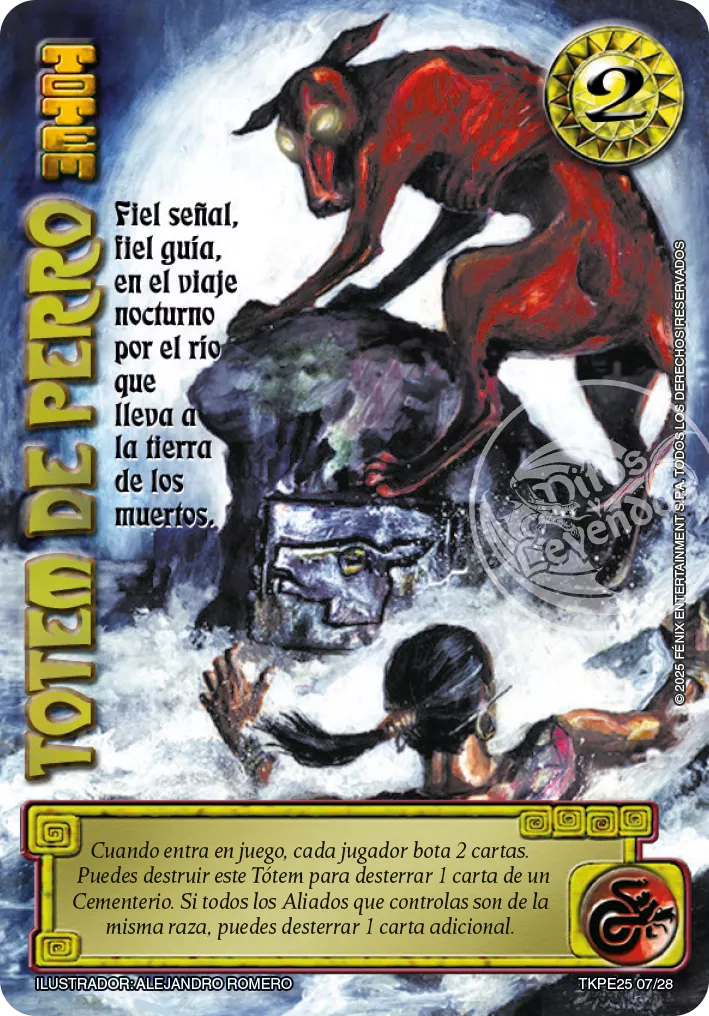 TOTEM
2
TOTEM DE PERRO
Fiel señal,
fiel guía,
en el viaje
nocturno
por el río
que
lleva a
la tierra
de los
muertos.
Mitos
Leyendas
©2025 FÉNIX ENTERTAINMENT S.P.A. TODOS LOS DERECHOS RESERVADOS
Cuando entra en juego, cada jugador bota 2 cartas.
Puedes destruir este Tótem para desterrar 1 carta de un
Cementerio. Si todos los Aliados que controlas son de la
misma raza, puedes desterrar 1 carta adicional.
ILUSTRADOR: ALEJANDRO ROMERO
TKPE25 07/28